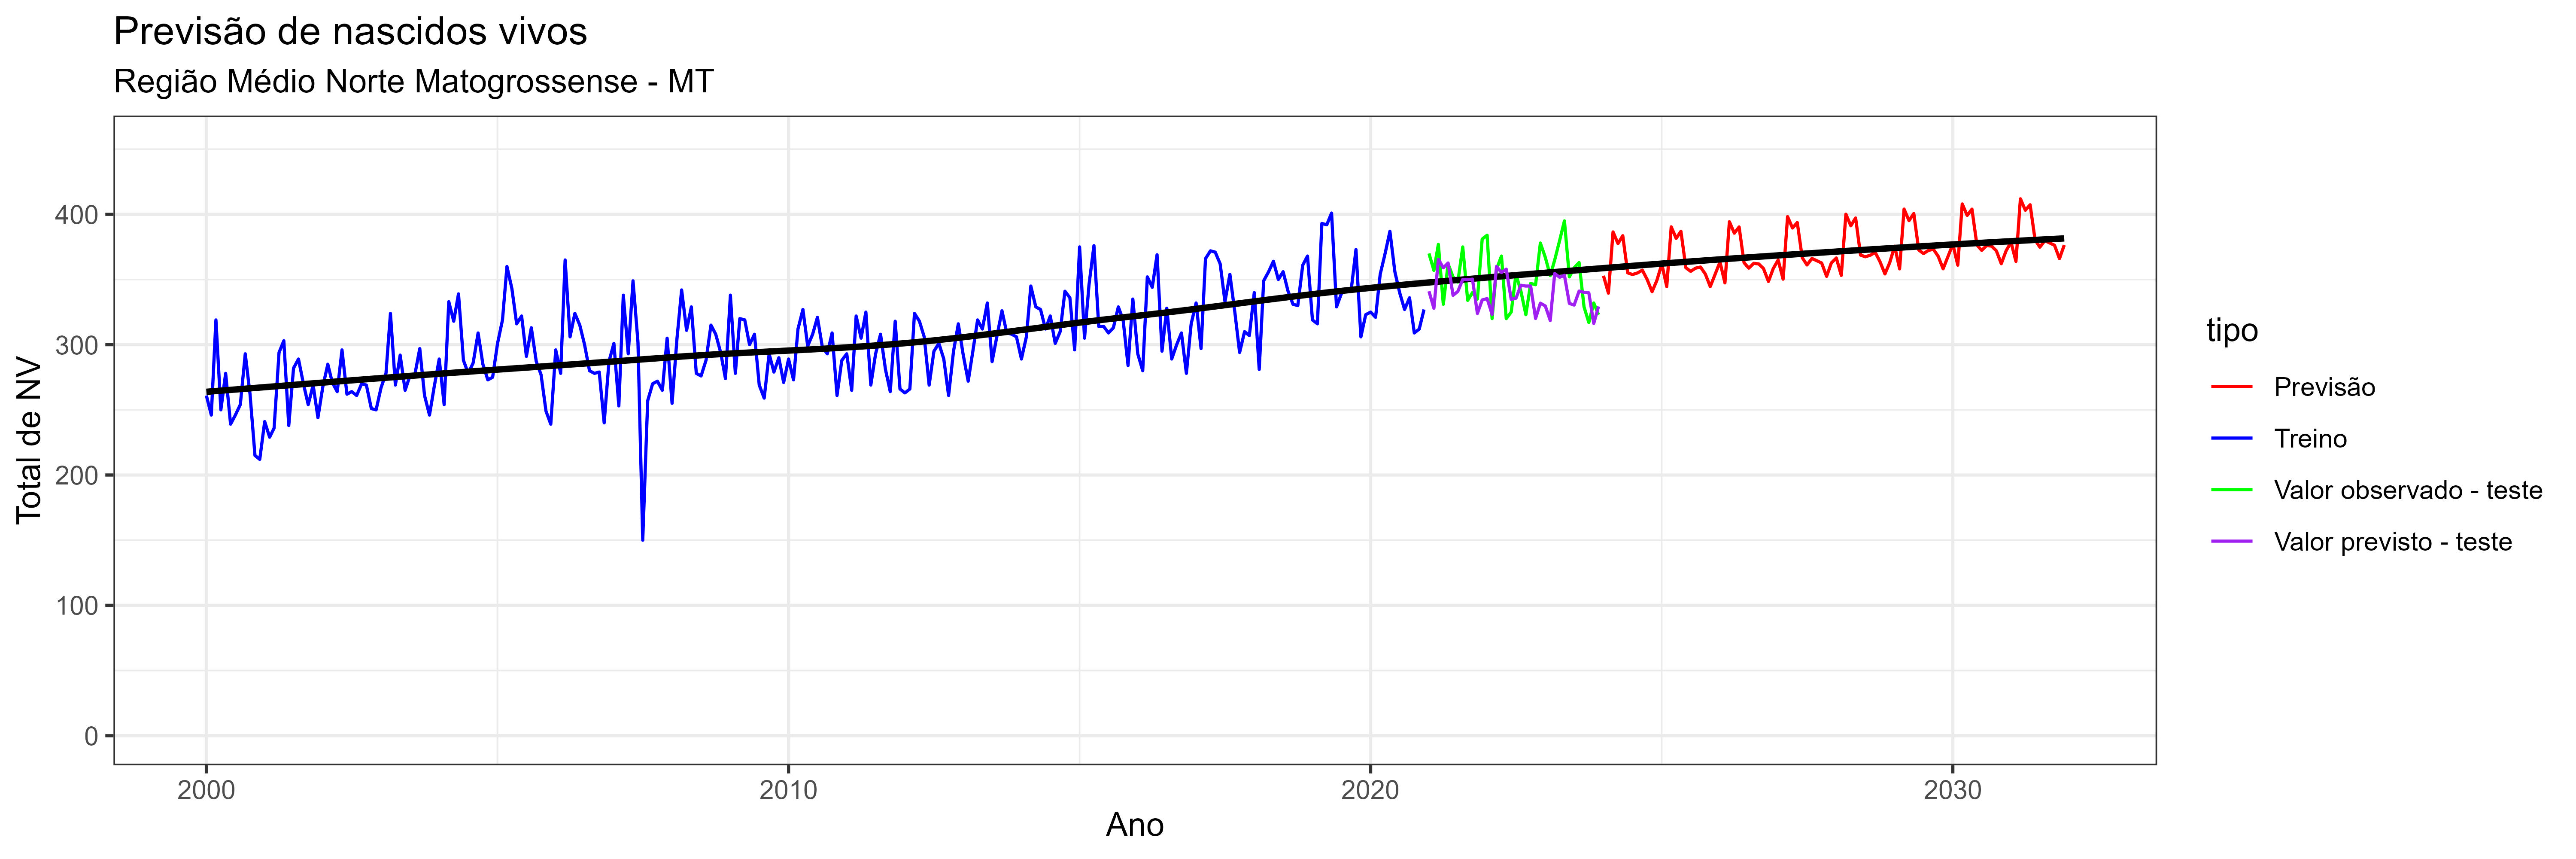 Previsão de nascidos vivos
Região Médio Norte Matogrossense - MT
Total de NV
400
300
200
100
0
2000
2010
2020
2030
Ano
tipo
Previsão
Treino
Valor observado - teste
Valor previsto - teste